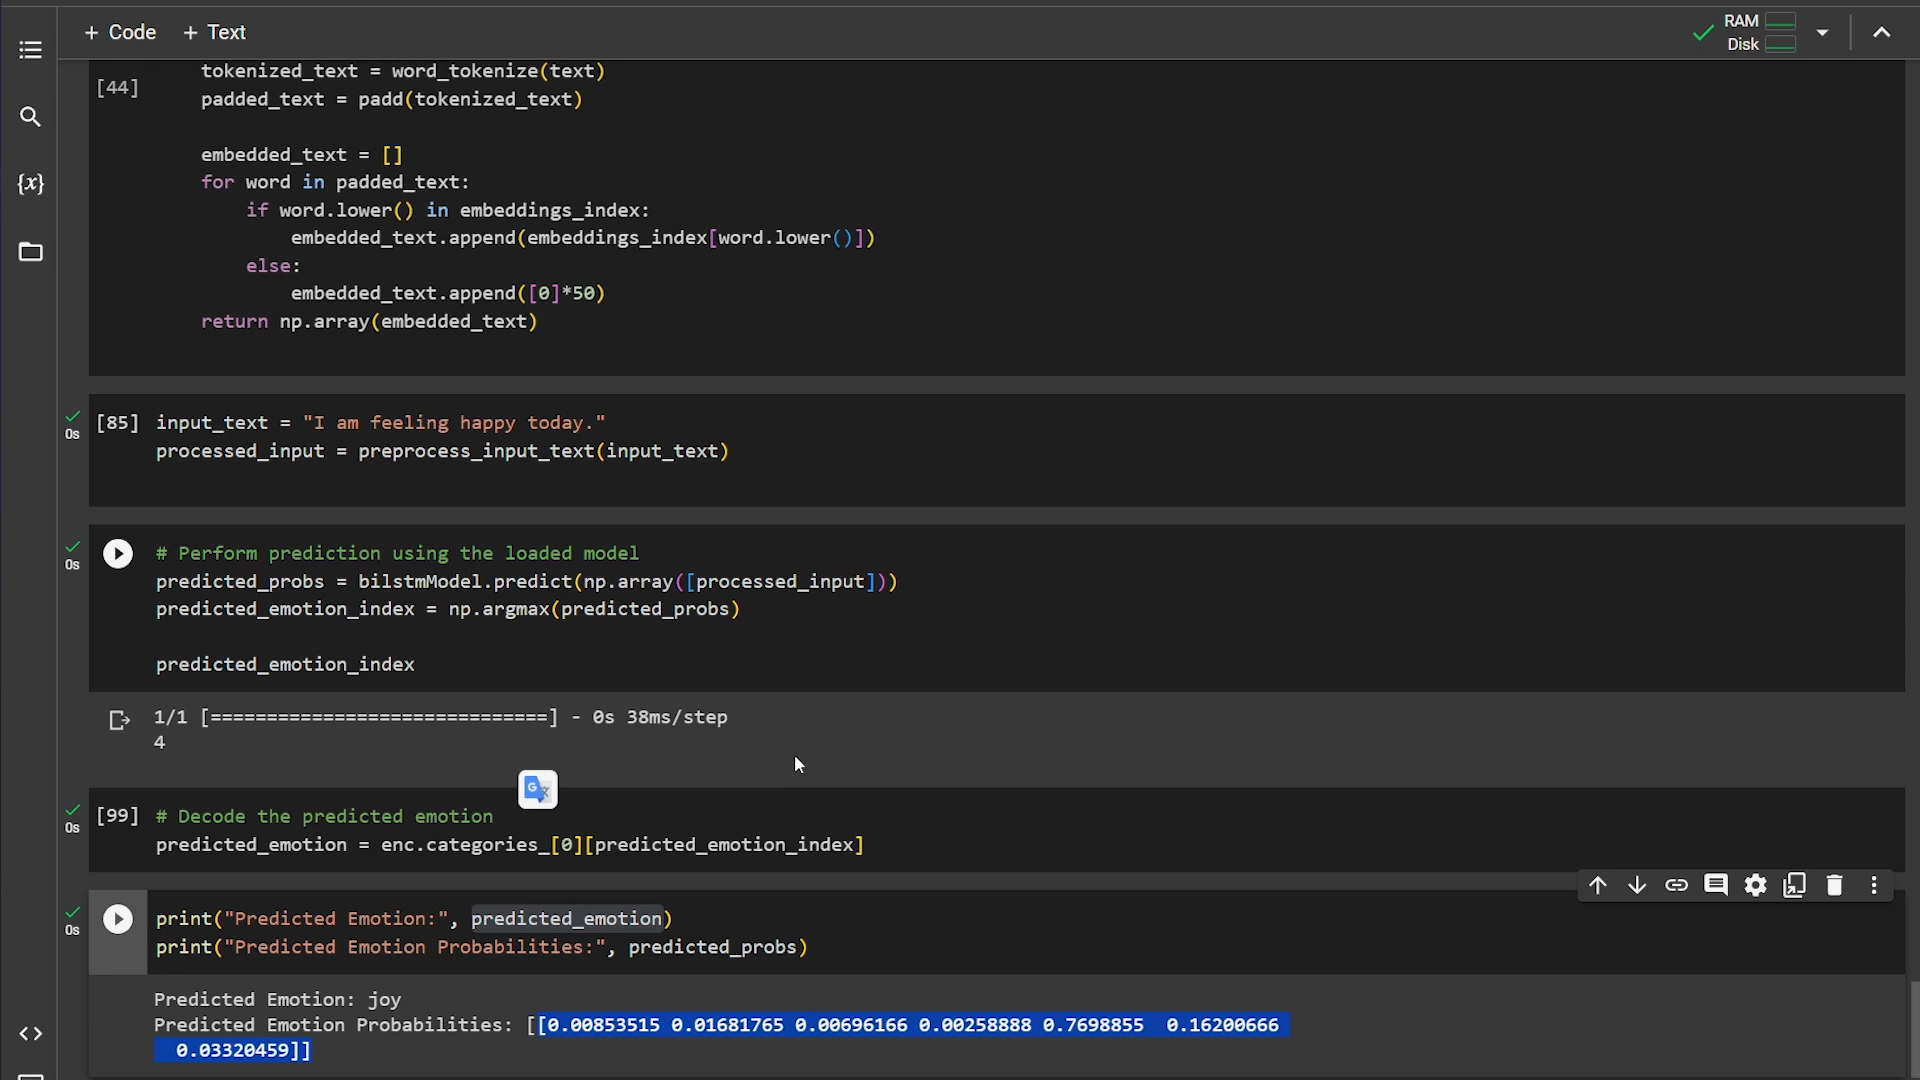 + Code + Text
RAM
Disk
[44]
tokenized_text = word_tokenize(text)
padded_text = padd(tokenized_text)
embedded_text = []
for word in padded_text:
if word.lower() in embeddings_index:
embedded_text.append(embeddings_index[word.lower()])
else:
embedded_text.append([0]*50)
return np.array(embedded_text)
0s
[85] input_text = "I am feeling happy today."
processed_input = preprocess_input_text(input_text)
0s
# Perform prediction using the loaded model
predicted_probs = bilstmModel.predict(np.array([processed_input]))
predicted_emotion_index = np.argmax(predicted_probs)
predicted_emotion_index
1/1 [==============================] - 0s 38ms/step
4
0s
[99] # Decode the predicted emotion
predicted_emotion = enc.categories_[0][predicted_emotion_index]
0s
print("Predicted Emotion:", predicted_emotion)
print("Predicted Emotion Probabilities:", predicted_probs)
Predicted Emotion: joy
Predicted Emotion Probabilities: [[0.00853515 0.01681765 0.00696166 0.00258888 0.7698855  0.16200666
0.03320459]]